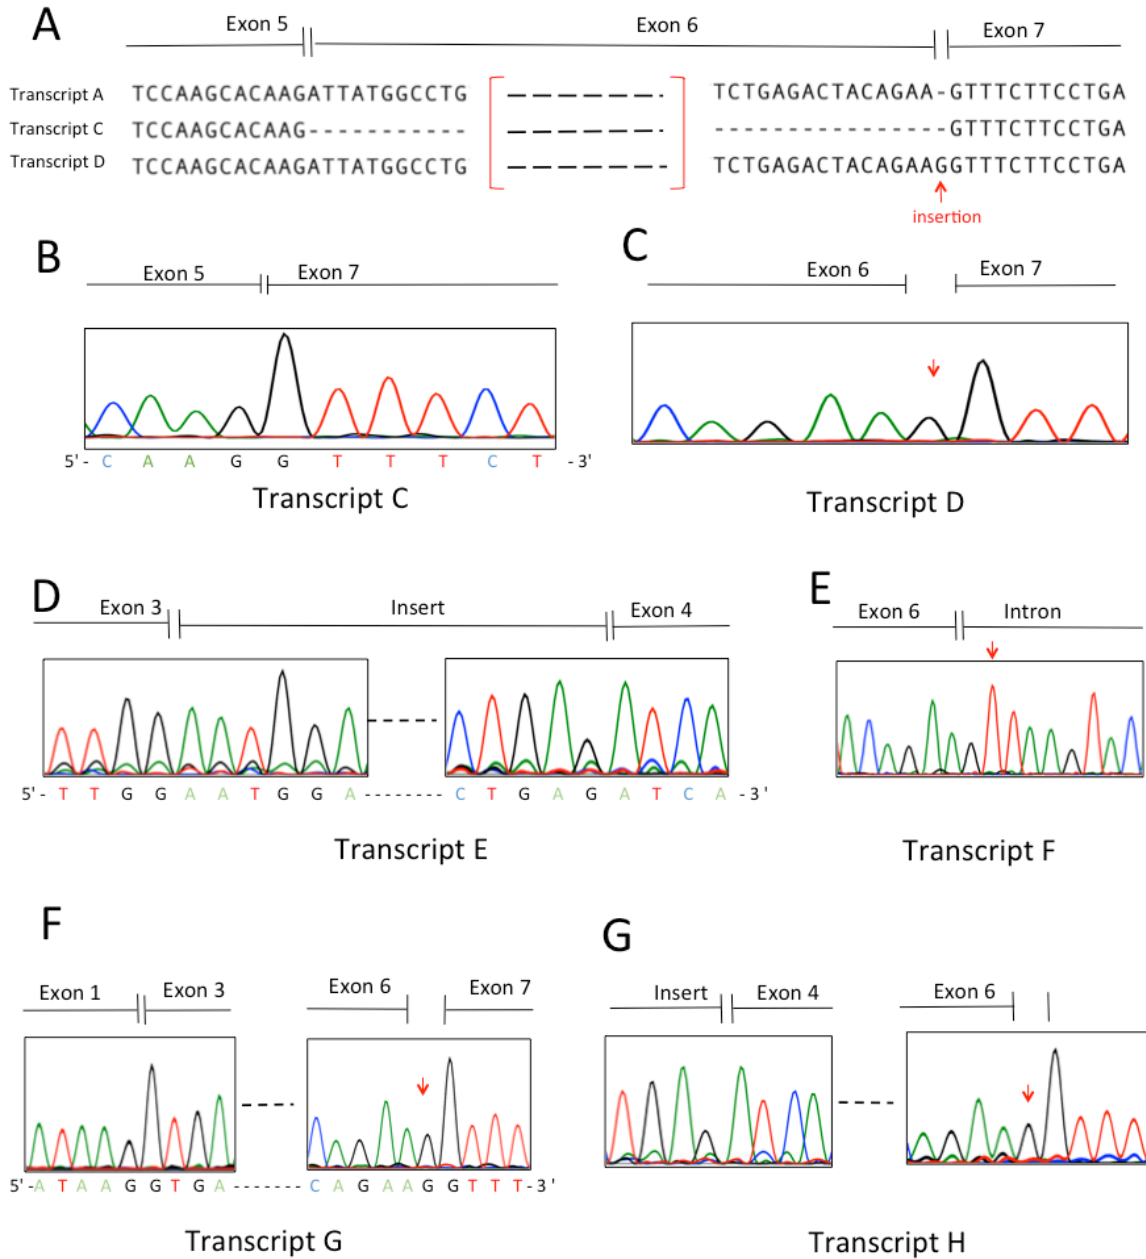 A
Exon 5 Exon 6 Exon 7
Transcript A TCCAAGCACAAGATTATGGCCTG TCTGAGACTACAGAA-GTTTCTTCCTGA
Transcript C TCCAAGCACAAG----------- ----------------GTTTCTTCCTGA
Transcript D TCCAAGCACAAGATTATGGCCTG TCTGAGACTACAGAAGGTTTCTTCCTGA
insertion
B
Exon 5 Exon 7
5'- C A A G G T T T C T -3'
Transcript C
C
Exon 6 Exon 7
Transcript D
D
Exon 3 Insert Exon 4
5'- T T G G A A T G G A -------- C T G A G A T C A -3'
Transcript E
E
Exon 6 Intron
Transcript F
F
Exon 1 Exon 3 Exon 6 Exon 7
5'-A T A A G G T G A ------- C A G A A G G T T T-3'
Transcript G
G
Insert Exon 4 Exon 6
Transcript H